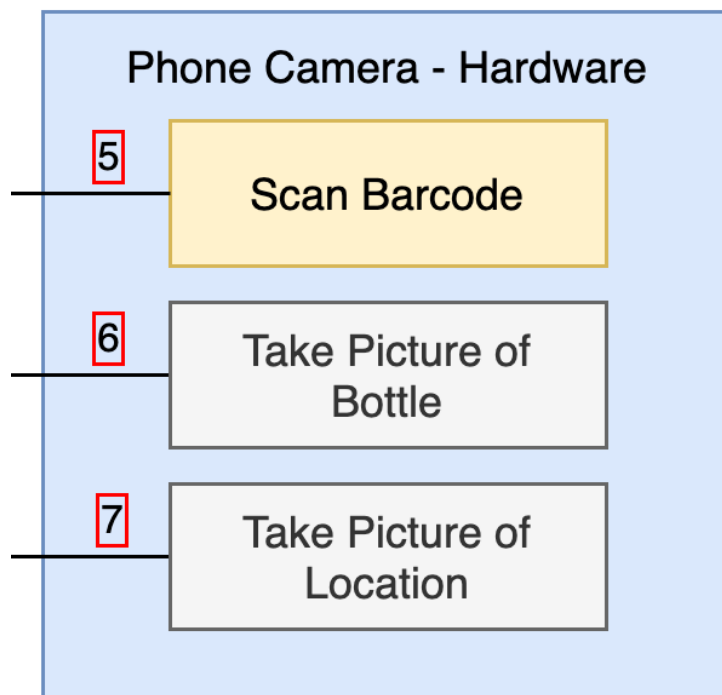 Phone Camera - Hardware
5
Scan Barcode
6
Take Picture of
Bottle
7
Take Picture of
Location